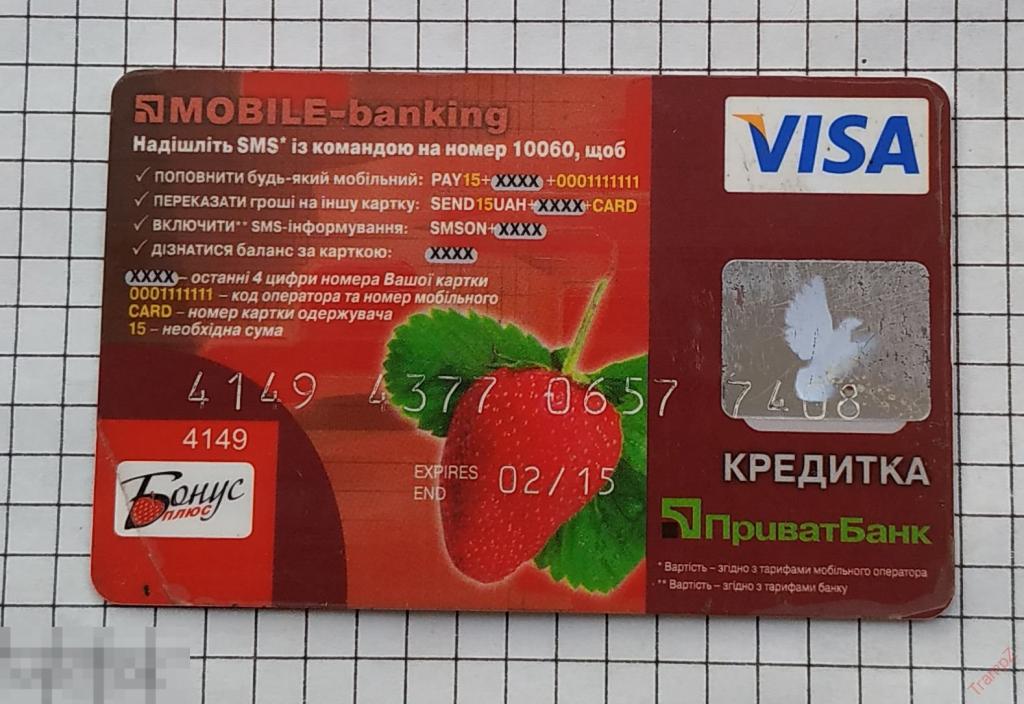 MOBILE-banking
Надішліть SMS* із командою на номер 10060, щоб
✓ ПОПОВНИТИ БУДЬ-ЯКИЙ МОБІЛЬНИЙ: PAY15+XXXX+0001111111
✓ ПЕРЕКАЗАТИ ГРОШІ НА ІНШУ КАРТКУ: SEND15UAH+XXXX+CARD
✓ ВКЛЮЧИТИ** SMS-ІНФОРМУВАННЯ: SMSON+XXXX
✓ ДІЗНАТИСЯ БАЛАНС ЗА КАРТКОЮ: XXXX
XXXX – останні 4 цифри номера Вашої картки
0001111111 – код оператора та номер мобільного
CARD – номер картки одержувача
15 – необхідна сума
VISA
4149 4377 0657 7408
4149
EXPIRES END 02/15
Бонус
плюс
КРЕДИТКА
ПриватБанк
* Вартість – згідно з тарифами мобільного оператора
** Вартість – згідно з тарифами банку
TrampZ